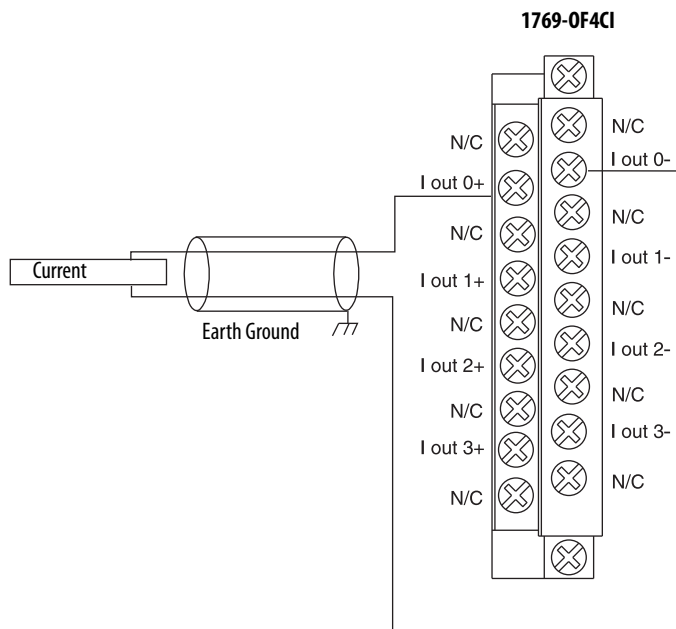 1769-OF4CI
N/C
I out 0+
N/C
I out 1+
N/C
I out 2+
N/C
I out 3+
N/C
N/C
I out 0-
N/C
I out 1-
N/C
I out 2-
N/C
I out 3-
N/C
Current
Earth Ground